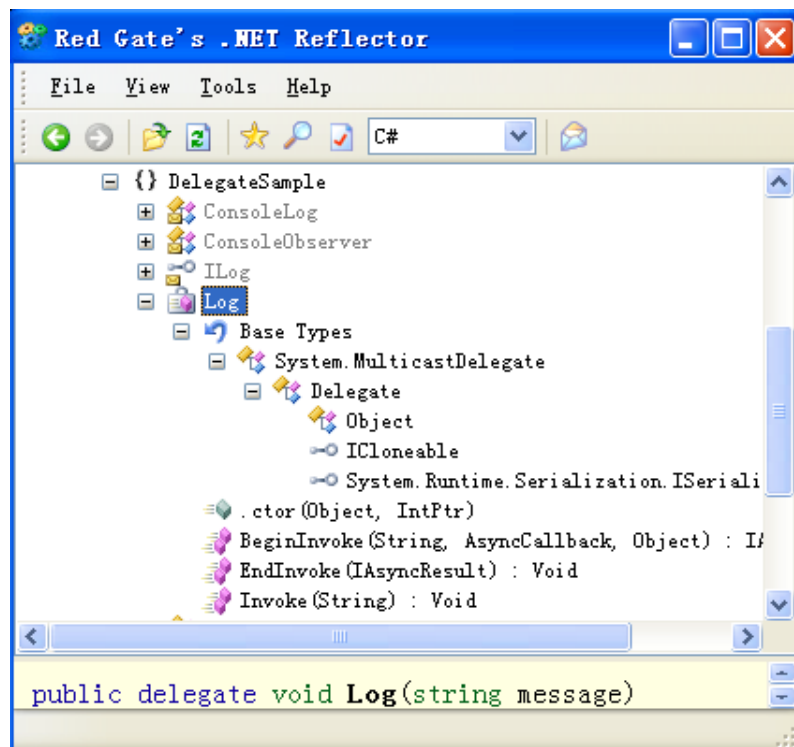 Red Gate's .NET Reflector
File View Tools Help
C#
{} DelegateSample
ConsoleLog
ConsoleObserver
ILog
Log
Base Types
System.MulticastDelegate
Delegate
Object
ICloneable
System.Runtime.Serialization.ISeriali
.ctor(Object, IntPtr)
BeginInvoke(String, AsyncCallback, Object) : IA
EndInvoke(IAsyncResult) : Void
Invoke(String) : Void
public delegate void Log(string message)